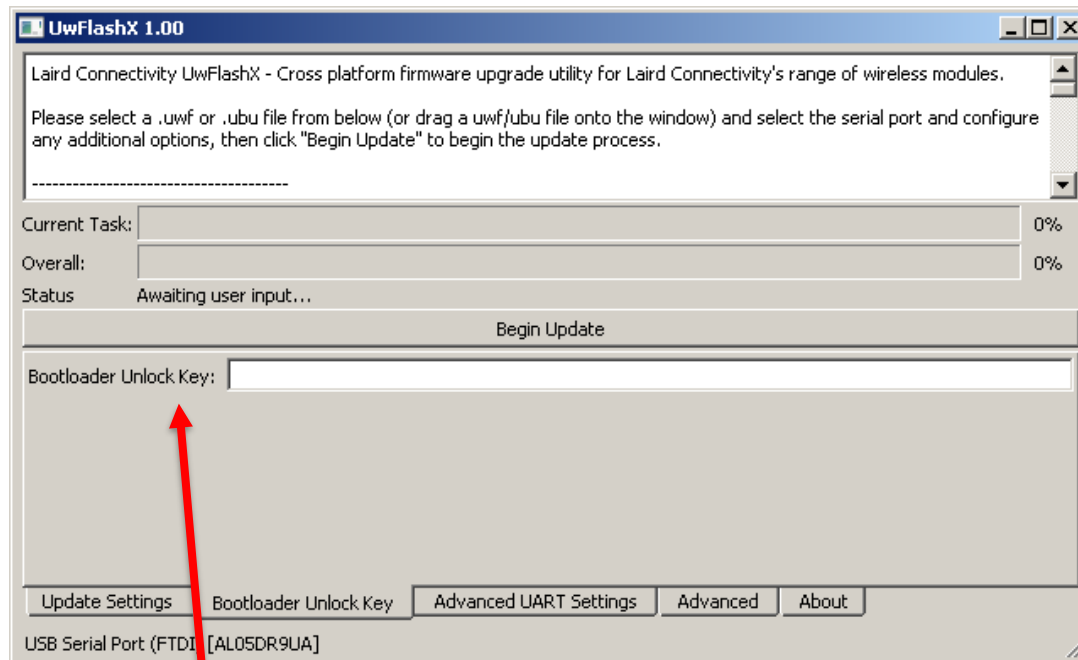 UwFlashX 1.00
Laird Connectivity UwFlashX - Cross platform firmware upgrade utility for Laird Connectivity's range of wireless modules.
Please select a .uwf or .ubu file from below (or drag a uwf/ubu file onto the window) and select the serial port and configure
any additional options, then click "Begin Update" to begin the update process.
--------------------------------------
Current Task: 0%
Overall: 0%
Status Awaiting user input...
Begin Update
Bootloader Unlock Key:
Update Settings Bootloader Unlock Key Advanced UART Settings Advanced About
USB Serial Port (FTDI) [AL05DR9UA]